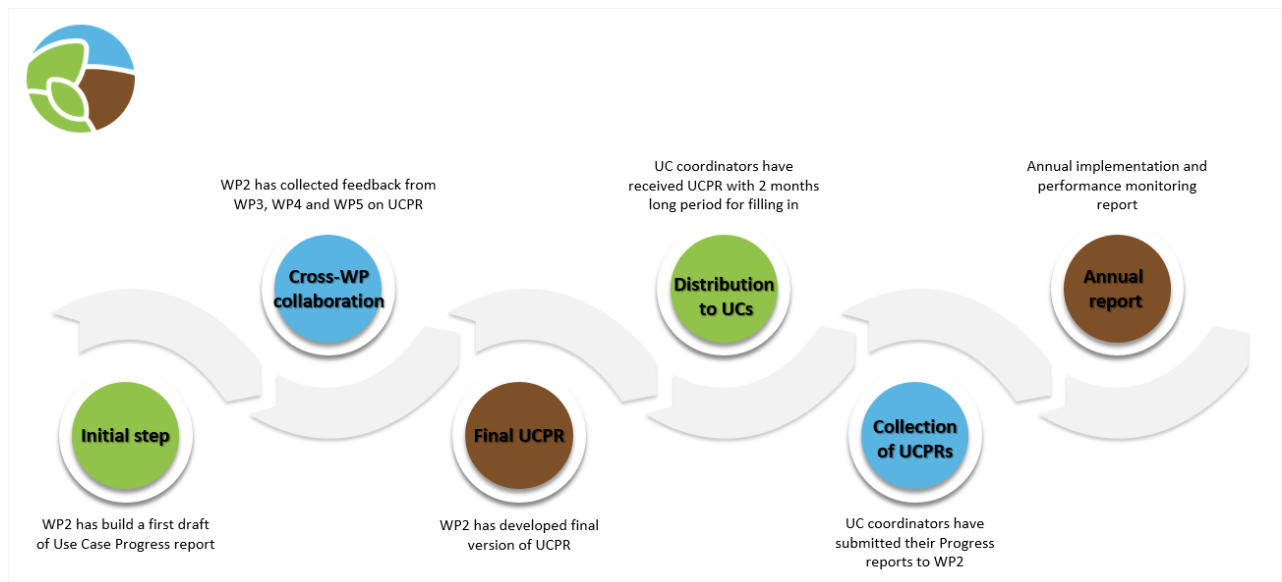 Initial step
WP2 has build a first draft
of Use Case Progress report
WP2 has collected feedback from
WP3, WP4 and WP5 on UCPR
Cross-WP
collaboration
Final UCPR
WP2 has developed final
version of UCPR
UC coordinators have
received UCPR with 2 months
long period for filling in
Distribution
to UCs
Collection
of UCPRs
UC coordinators have
submitted their Progress
reports to WP2
Annual implementation and
performance monitoring
report
Annual
report